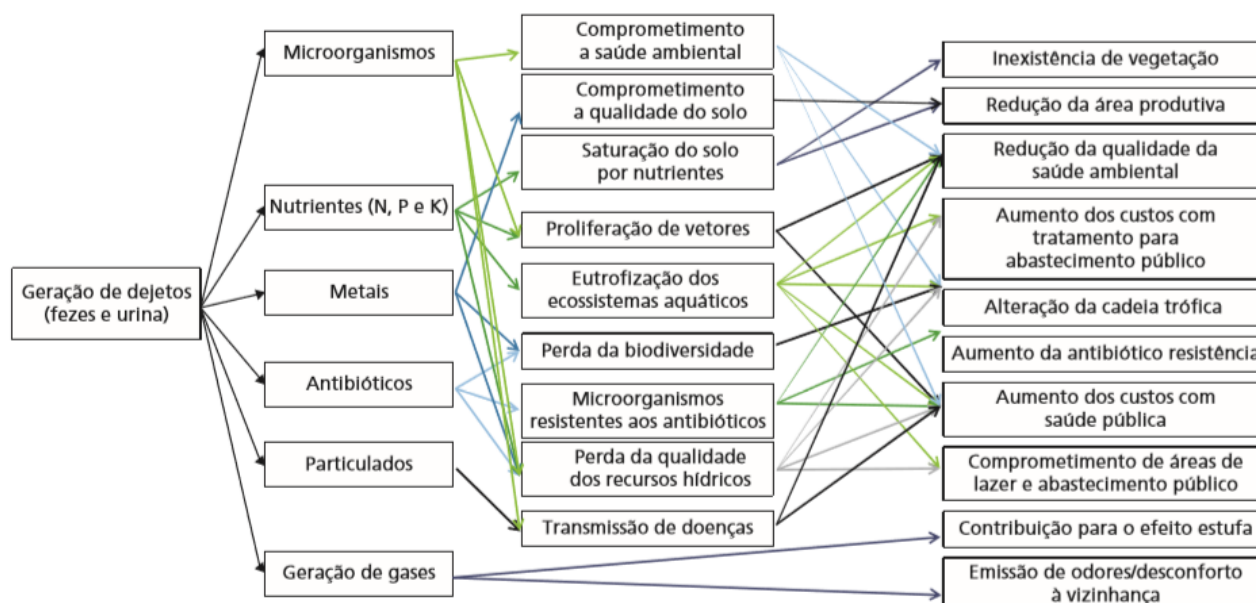 Geração de dejetos
(fezes e urina)
Microorganismos
Nutrientes (N, P e K)
Metais
Antibióticos
Particulados
Geração de gases
Comprometimento
a saúde ambiental
Comprometimento
a qualidade do solo
Saturação do solo
por nutrientes
Proliferação de vetores
Eutrofização dos
ecossistemas aquáticos
Perda da biodiversidade
Microorganismos
resistentes aos antibióticos
Perda da qualidade
dos recursos hídricos
Transmissão de doenças
Inexistência de vegetação
Redução da área produtiva
Redução da qualidade da
saúde ambiental
Aumento dos custos com
tratamento para
abastecimento público
Alteração da cadeia trófica
Aumento da antibiótico resistência
Aumento dos custos com
saúde pública
Comprometimento de áreas de
lazer e abastecimento público
Contribuição para o efeito estufa
Emissão de odores/desconforto
à vizinhança